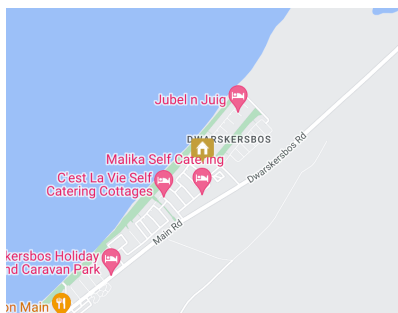 Jubel n Juig
DWARSKERSBOS
Malika Self Catering
Dwarskersbos Rd
C'est La Vie Self
Catering Cottages
Main Rd
kersbos Holiday
nd Caravan Park
on Main